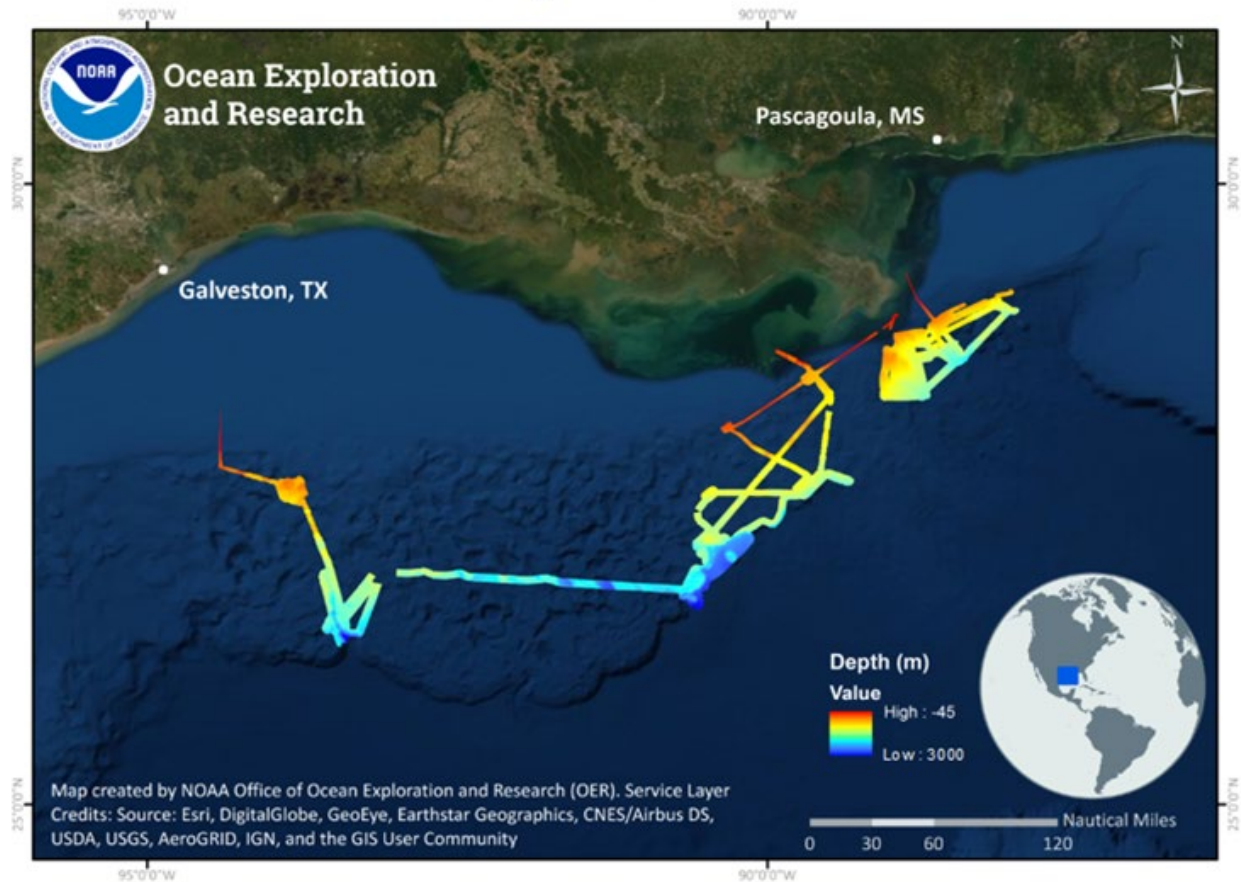 95°0'0"W 90°0'0"W
NOAA
Ocean Exploration
and Research
N
Pascagoula, MS
30°0'0"N 30°0'0"N
Galveston, TX
Depth (m)
Value
High : -45
Low : 3000
Map created by NOAA Office of Ocean Exploration and Research (OER). Service Layer
Credits: Source: Esri, DigitalGlobe, GeoEye, Earthstar Geographics, CNES/Airbus DS,
USDA, USGS, AeroGRID, IGN, and the GIS User Community
Nautical Miles
0 30 60 120
25°0'0"N 25°0'0"N
95°0'0"W 90°0'0"W